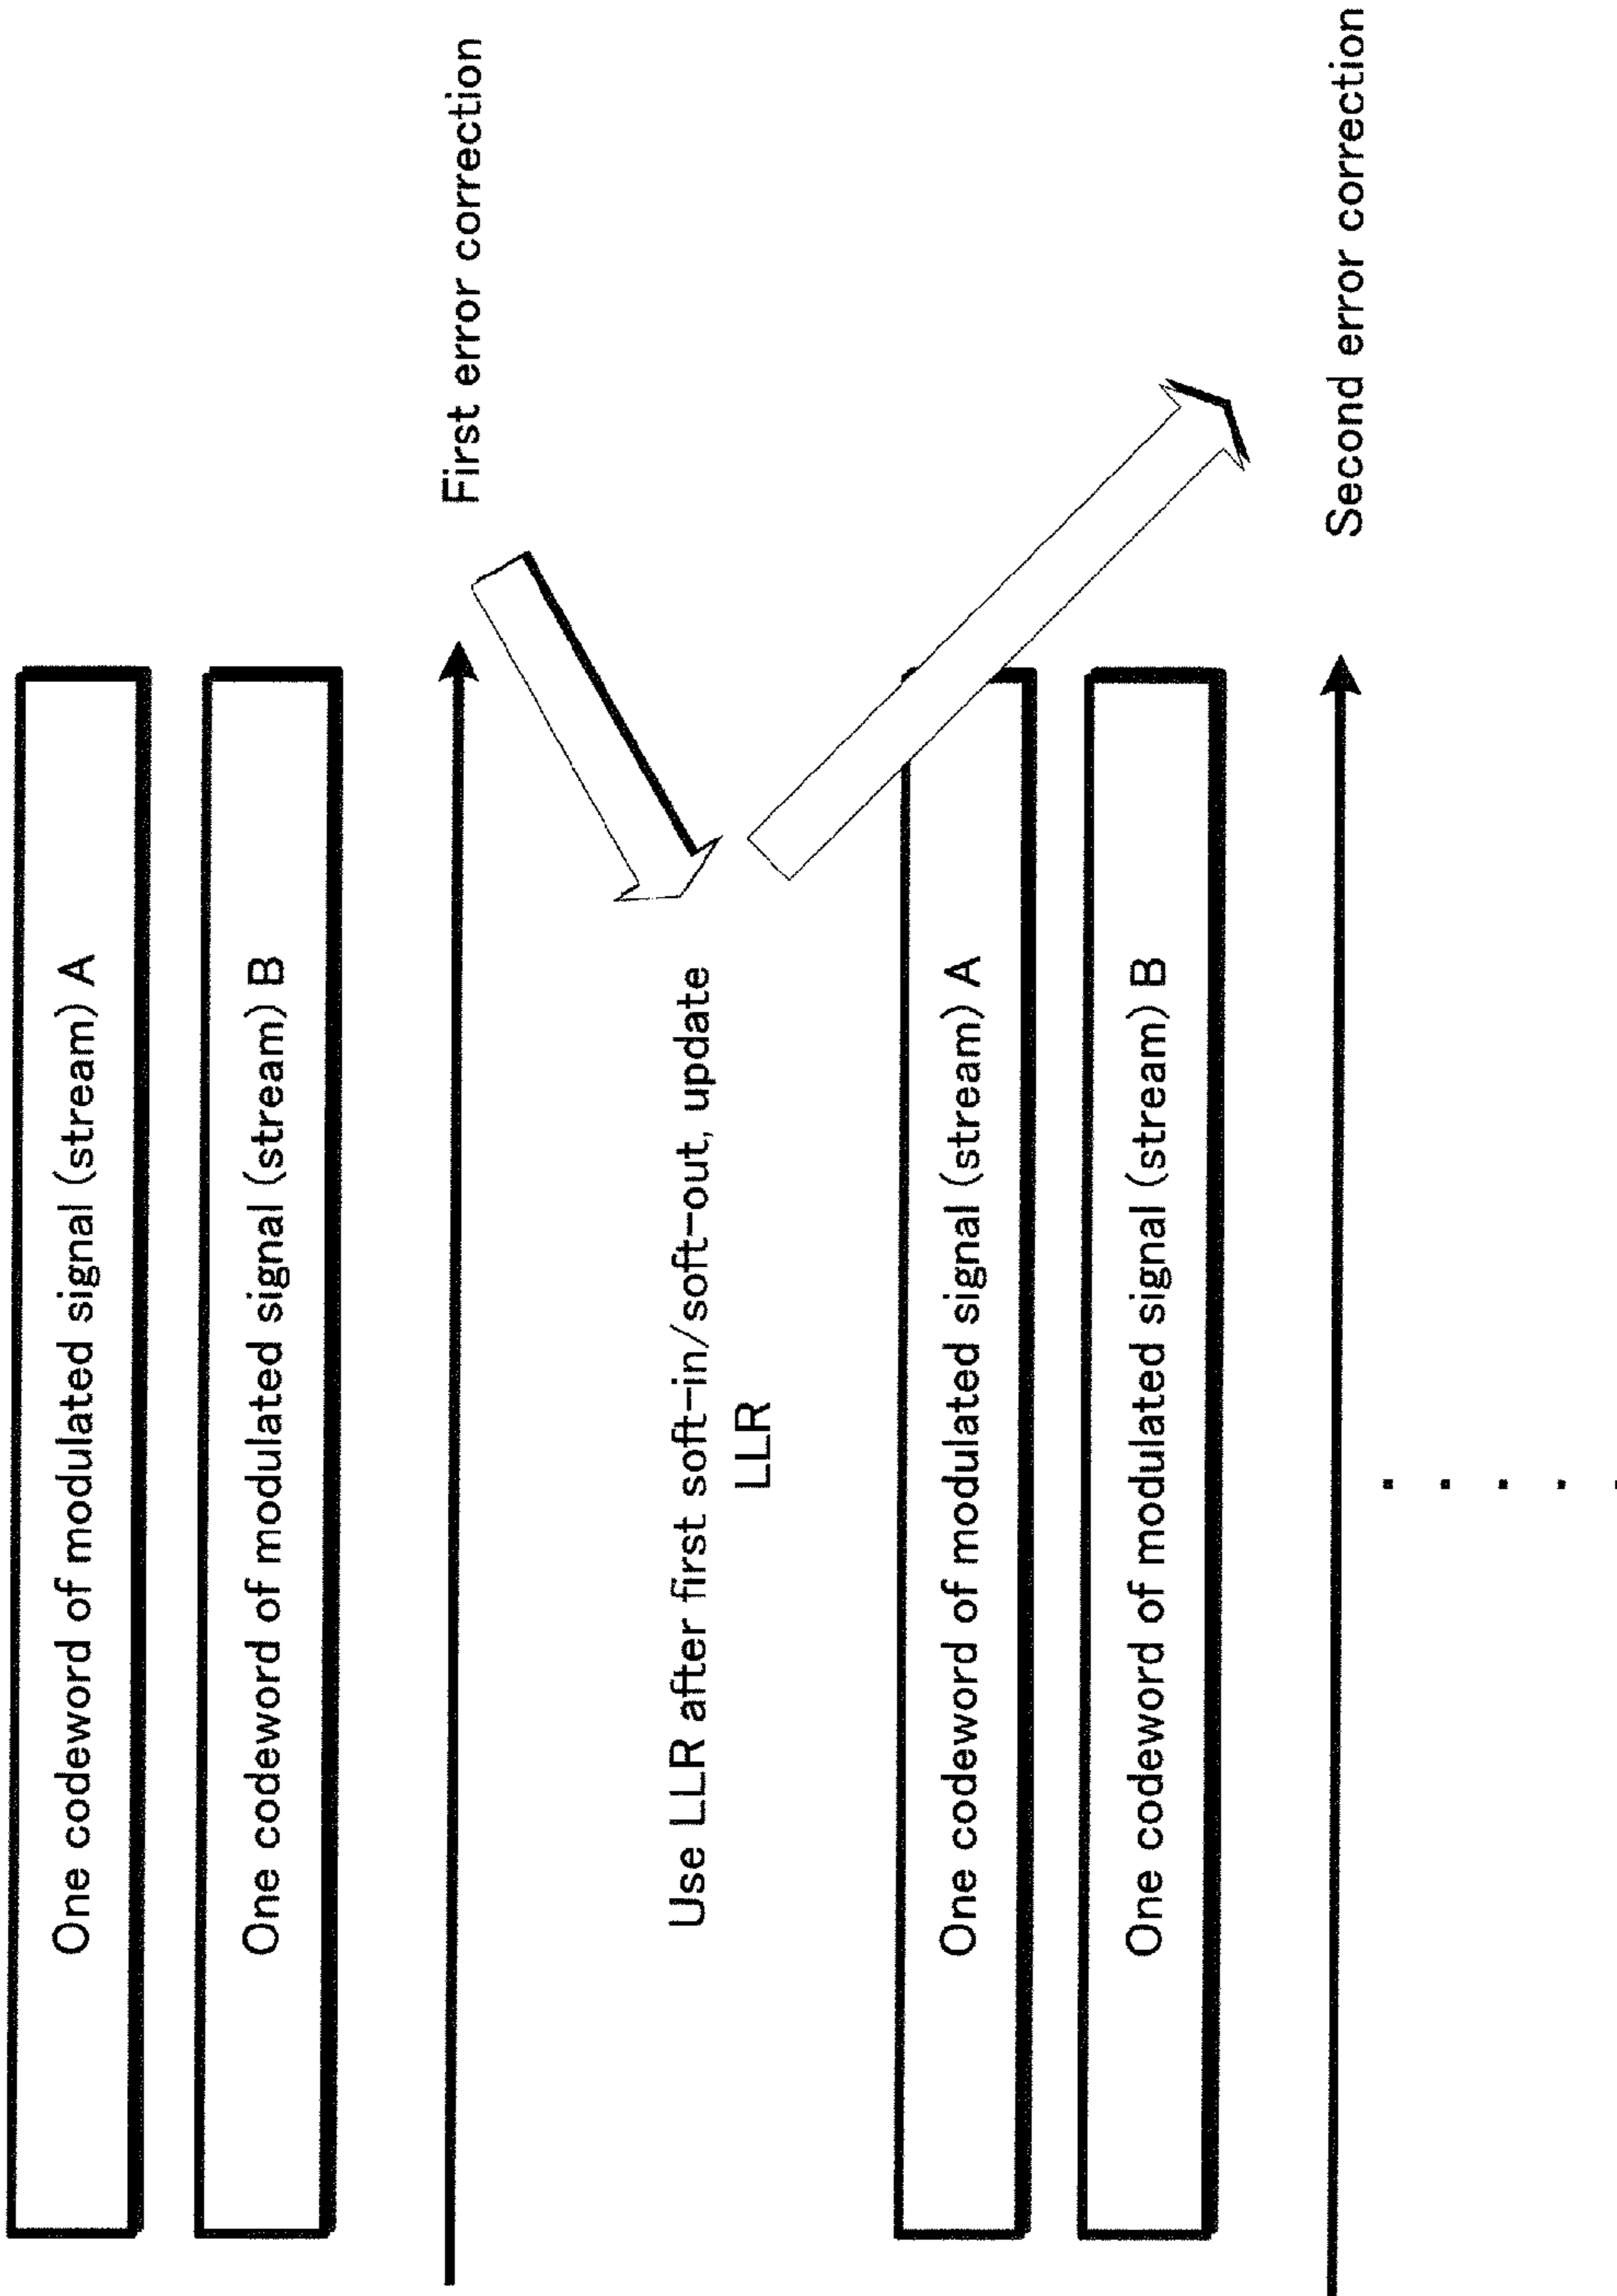 One codeword of modulated signal (stream) A
One codeword of modulated signal (stream) B
First error correction
Use LLR after first soft-in/soft-out, update
LLR
One codeword of modulated signal (stream) A
One codeword of modulated signal (stream) B
Second error correction